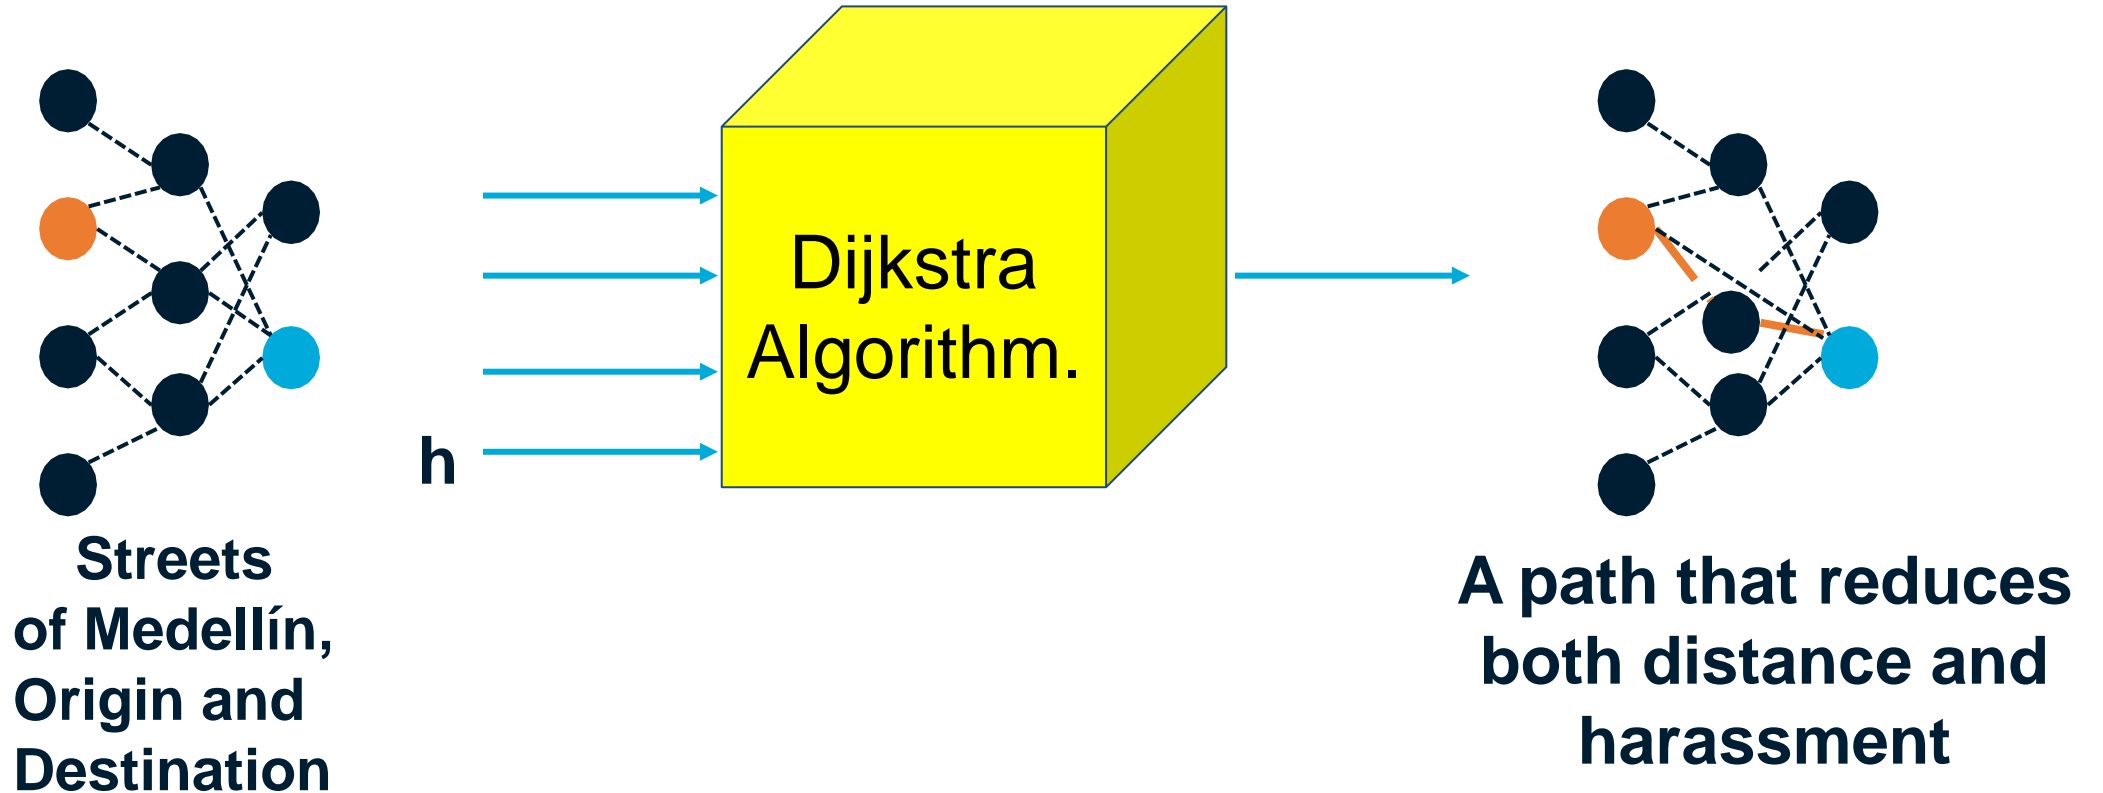 Dijkstra
Algorithm.
h
Streets
of Medellín,
Origin and
Destination
A path that reduces
both distance and
harassment